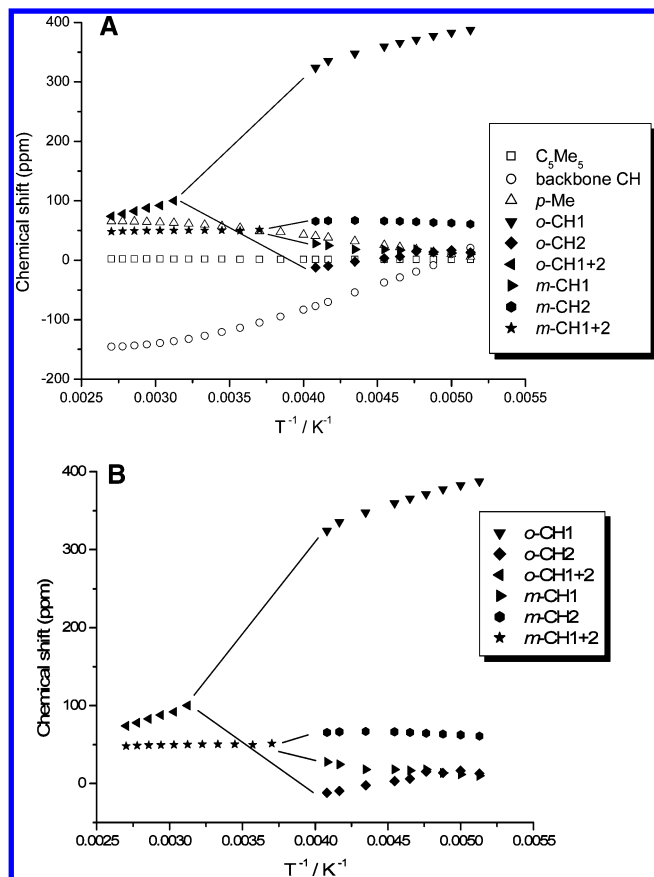 A
400
300
200
100
0
-100
-200
Chemical shift (ppm)
0.0025 0.0030 0.0035 0.0040 0.0045 0.0050 0.0055
T⁻¹ / K⁻¹
C₅Me₅
backbone CH
p-Me
o-CH1
o-CH2
o-CH1+2
m-CH1
m-CH2
m-CH1+2
B
400
300
200
100
0
Chemical shift (ppm)
0.0025 0.0030 0.0035 0.0040 0.0045 0.0050 0.0055
T⁻¹ / K⁻¹
o-CH1
o-CH2
o-CH1+2
m-CH1
m-CH2
m-CH1+2